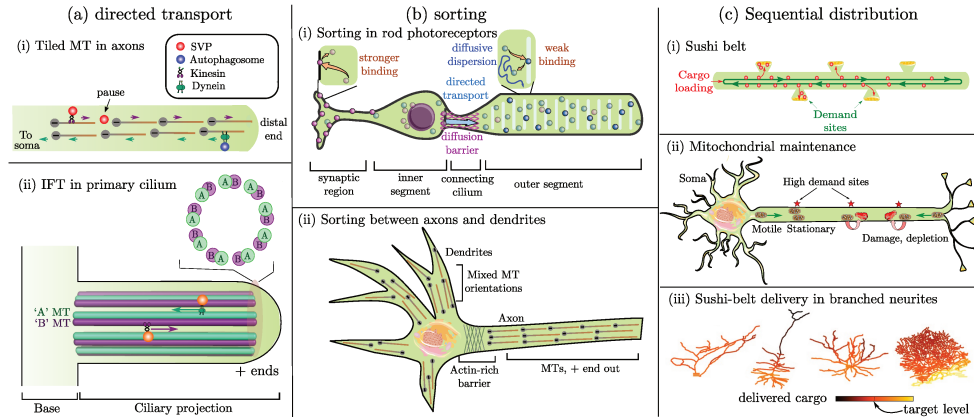 (a) directed transport
(i) Tiled MT in axons
SVP
Autophagosome
Kinesin
Dynein
pause
To
soma
distal
end
(ii) IFT in primary cilium
A B A B A B A B A B A B A B A B A B
'A' MT
'B' MT
+ ends
Base
Ciliary projection
(b) sorting
(i) Sorting in rod photoreceptors
stronger
binding
diffusive
dispersion
weak
binding
directed
transport
diffusion
barrier
synaptic
region
inner
segment
connecting
cilium
outer segment
(ii) Sorting between axons and dendrites
Dendrites
Mixed MT
orientations
Axon
Actin-rich
barrier
MTs, + end out
(c) Sequential distribution
(i) Sushi belt
Cargo
loading
Demand
sites
(ii) Mitochondrial maintenance
Soma
High demand sites
Motile
Stationary
Damage, depletion
(iii) Sushi-belt delivery in branched neurites
delivered cargo
target level